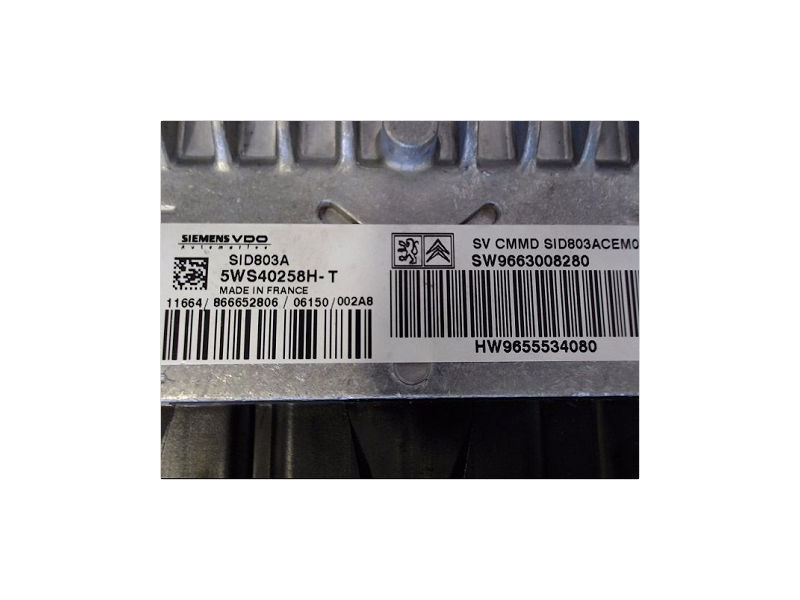 SIEMENS VDO
Automotive
SID803A
5WS40258H-T
MADE IN FRANCE
11664/ 866652806 / 06150/ 002A8
SV CMMD SID803ACEM0
SW9663008280
HW9655534080